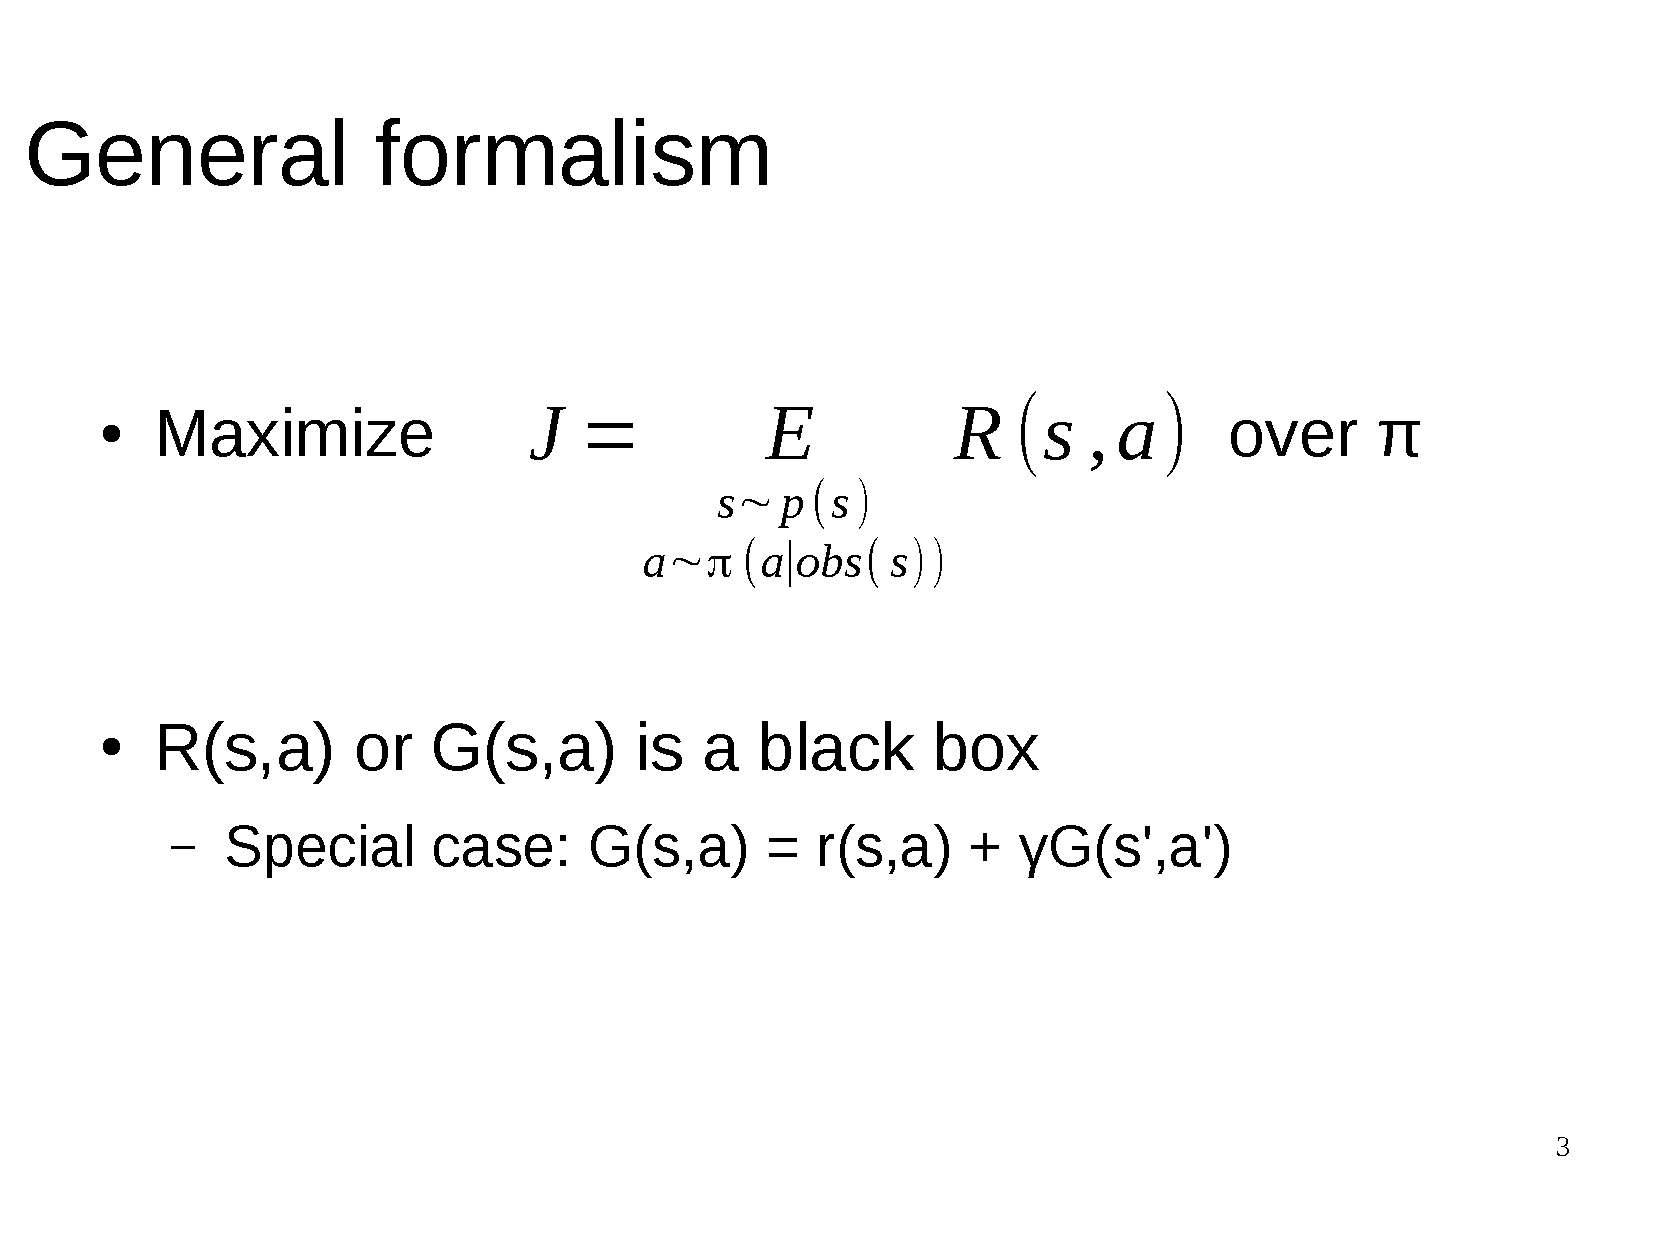 General formalism
• Maximize J = E R(s,a) over π
s~p(s)
a~π(a|obs(s))
• R(s,a) or G(s,a) is a black box
– Special case: G(s,a) = r(s,a) + γG(s',a')
3